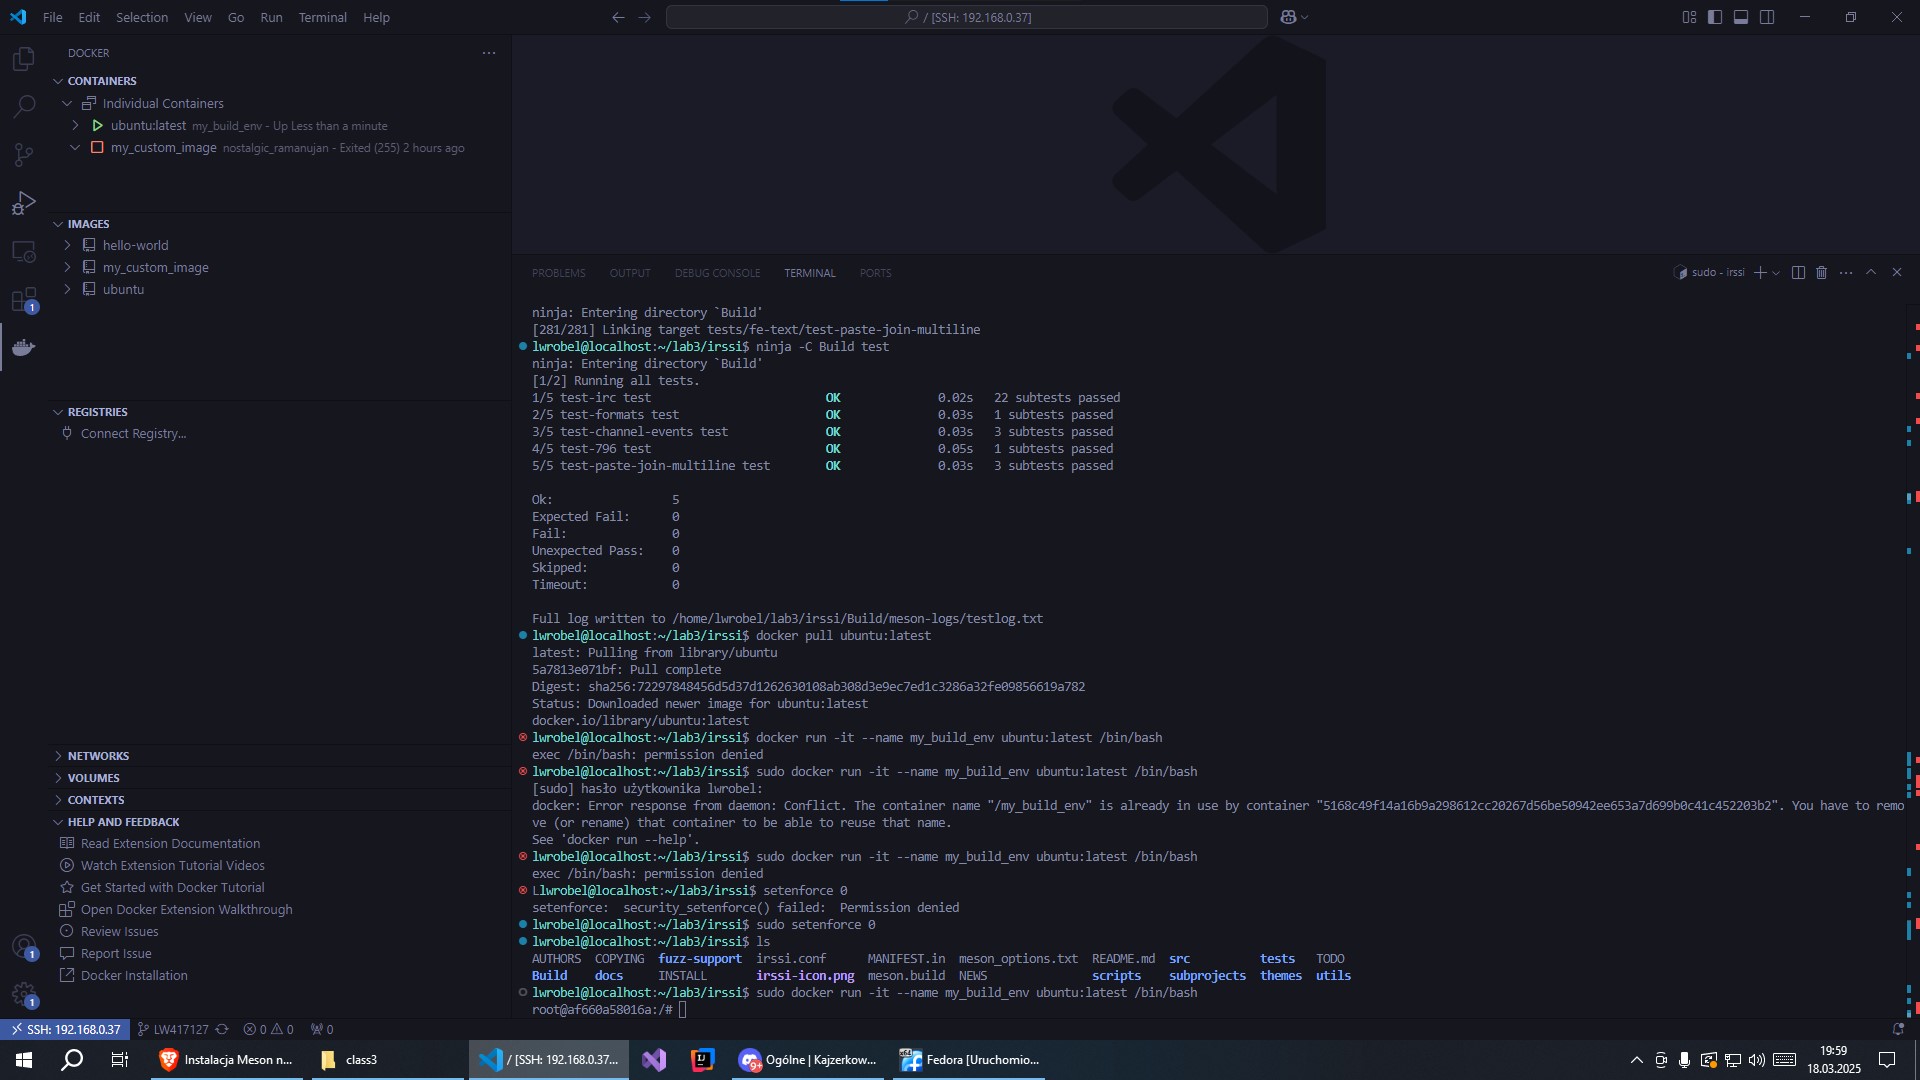 File Edit Selection View Go Run Terminal Help
/ [SSH: 192.168.0.37]
DOCKER
CONTAINERS
Individual Containers
ubuntu:latest my_build_env - Up Less than a minute
my_custom_image nostalgic_ramanujan - Exited (255) 2 hours ago
IMAGES
hello-world
my_custom_image
ubuntu
REGISTRIES
Connect Registry...
NETWORKS
VOLUMES
CONTEXTS
HELP AND FEEDBACK
Read Extension Documentation
Watch Extension Tutorial Videos
Get Started with Docker Tutorial
Open Docker Extension Walkthrough
Review Issues
Report Issue
Docker Installation
1
1
1
PROBLEMS OUTPUT DEBUG CONSOLE TERMINAL PORTS
sudo - irssi
ninja: Entering directory `Build'
[281/281] Linking target tests/fe-text/test-paste-join-multiline
lwrobel@localhost:~/lab3/irssi$ ninja -C Build test
ninja: Entering directory `Build'
[1/2] Running all tests.
1/5 test-irc test OK 0.02s 22 subtests passed
2/5 test-formats test OK 0.03s 1 subtests passed
3/5 test-channel-events test OK 0.03s 3 subtests passed
4/5 test-796 test OK 0.05s 1 subtests passed
5/5 test-paste-join-multiline test OK 0.03s 3 subtests passed
Ok: 5
Expected Fail: 0
Fail: 0
Unexpected Pass: 0
Skipped: 0
Timeout: 0
Full log written to /home/lwrobel/lab3/irssi/Build/meson-logs/testlog.txt
lwrobel@localhost:~/lab3/irssi$ docker pull ubuntu:latest
latest: Pulling from library/ubuntu
5a7813e071bf: Pull complete
Digest: sha256:72297848456d5d37d1262630108ab308d3e9ec7ed1c3286a32fe09856619a782
Status: Downloaded newer image for ubuntu:latest
docker.io/library/ubuntu:latest
lwrobel@localhost:~/lab3/irssi$ docker run -it --name my_build_env ubuntu:latest /bin/bash
exec /bin/bash: permission denied
lwrobel@localhost:~/lab3/irssi$ sudo docker run -it --name my_build_env ubuntu:latest /bin/bash
[sudo] hasło użytkownika lwrobel:
docker: Error response from daemon: Conflict. The container name "/my_build_env" is already in use by container "5168c49f14a16b9a298612cc20267d56be50942ee653a7d699b0c41c452203b2". You have to remo
ve (or rename) that container to be able to reuse that name.
See 'docker run --help'.
lwrobel@localhost:~/lab3/irssi$ sudo docker run -it --name my_build_env ubuntu:latest /bin/bash
exec /bin/bash: permission denied
Llwrobel@localhost:~/lab3/irssi$ setenforce 0
setenforce: security_setenforce() failed: Permission denied
lwrobel@localhost:~/lab3/irssi$ sudo setenforce 0
lwrobel@localhost:~/lab3/irssi$ ls
AUTHORS COPYING fuzz-support irssi.conf MANIFEST.in meson_options.txt README.md src tests TODO
Build docs INSTALL irssi-icon.png meson.build NEWS scripts subprojects themes utils
lwrobel@localhost:~/lab3/irssi$ sudo docker run -it --name my_build_env ubuntu:latest /bin/bash
root@af660a58016a:/#
SSH: 192.168.0.37 LW417127 0 0 0
Instalacja Meson n... class3 / [SSH: 192.168.0.37... Ogólne | Kajzerkow... Fedora [Uruchomio...
19:59
18.03.2025